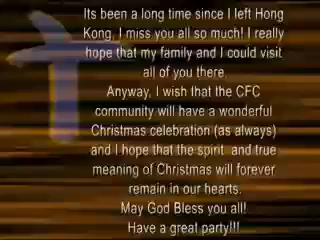 Its been a long time since I left Hong
Kong, I miss you all so much! I really
hope that my family and I could visit
all of you there.
Anyway, I wish that the CFC
community will have a wonderful
Christmas celebration (as always)
and I hope that the spirit and true
meaning of Christmas will forever
remain in our hearts.
May God Bless you all!
Have a great party!!!